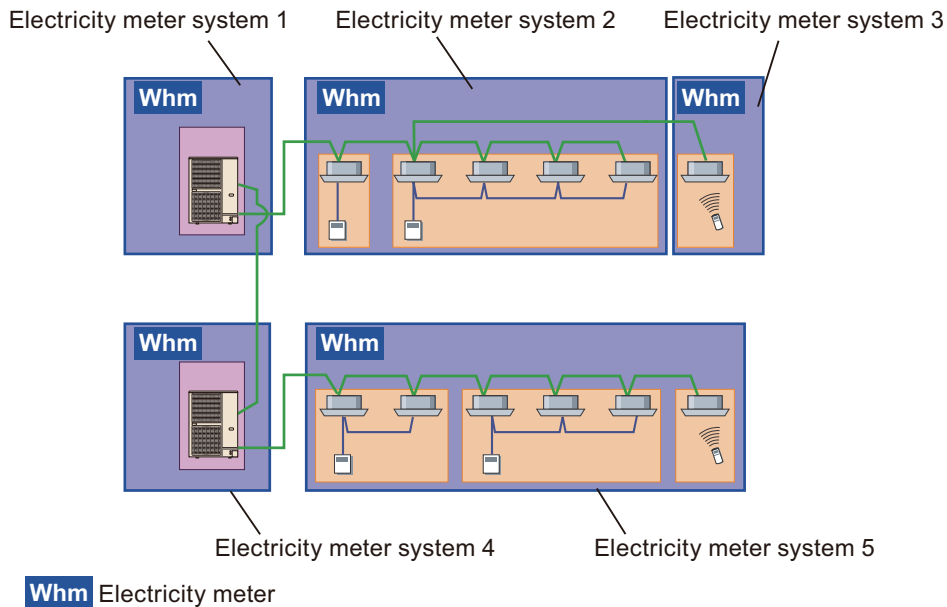 Electricity meter system 1
Electricity meter system 2
Electricity meter system 3
Whm
Whm
Whm
Whm
Whm
Electricity meter system 4
Electricity meter system 5
Whm Electricity meter